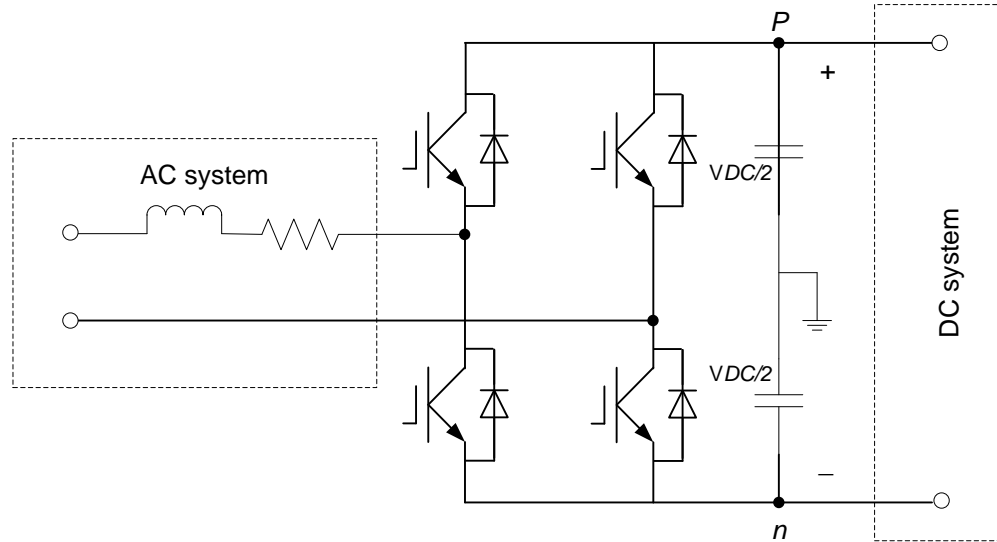 P
+
AC system
VDC/2
DC system
VDC/2
–
n